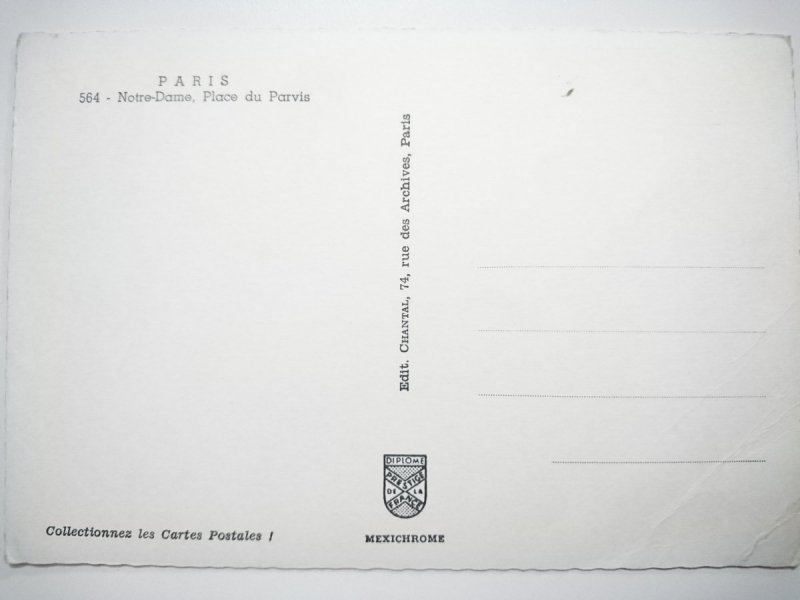 PARIS
564 - Notre-Dame, Place du Parvis
Edit. CHANTAL, 74, rue des Archives, Paris
DIPLOME
PRESTIGE
DE LA
FRANCE
Collectionnez les Cartes Postales !
MEXICHROME